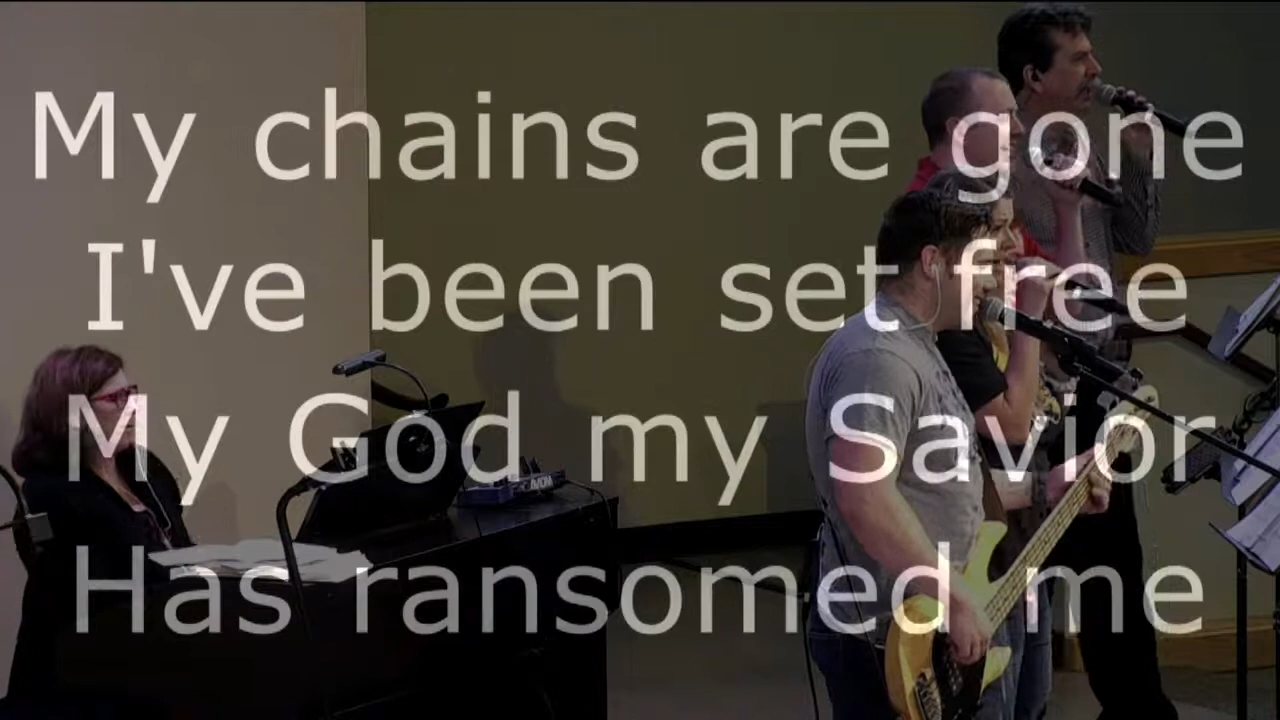 My chains are gone
I've been set free
My God my Savior
Has ransomed me